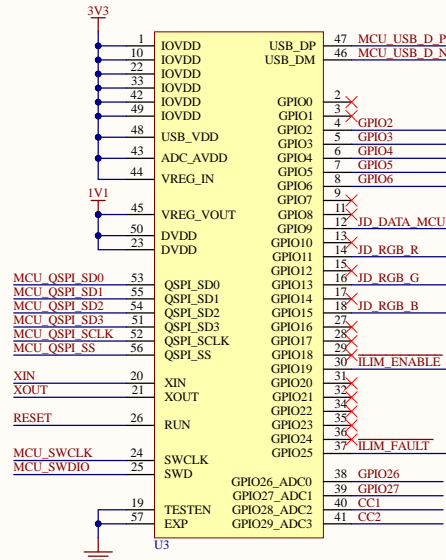 3V3
1 IOVDD USB_DP 47 MCU_USB_D_P
10 IOVDD USB_DM 46 MCU_USB_D_N
22 IOVDD
33 IOVDD
42 IOVDD GPIO0 2
49 IOVDD GPIO1 3
48 USB_VDD GPIO2 4 GPIO2
GPIO3 5 GPIO3
43 ADC_AVDD GPIO4 6 GPIO4
GPIO5 7 GPIO5
44 VREG_IN GPIO6 8 GPIO6
1V1 GPIO7 9
45 VREG_VOUT GPIO8 11
GPIO9 12 JD_DATA_MCU
50 DVDD GPIO10 13
23 DVDD GPIO11 14 JD_RGB_R
GPIO12 15
MCU_QSPI_SD0 53 QSPI_SD0 GPIO13 16 JD_RGB_G
MCU_QSPI_SD1 55 QSPI_SD1 GPIO14 17
MCU_QSPI_SD2 54 QSPI_SD2 GPIO15 18 JD_RGB_B
MCU_QSPI_SD3 51 QSPI_SD3 GPIO16 27
MCU_QSPI_SCLK 52 QSPI_SCLK GPIO17 28
MCU_QSPI_SS 56 QSPI_SS GPIO18 29
GPIO19 30 ILIM_ENABLE
XIN 20 XIN GPIO20 31
XOUT 21 XOUT GPIO21 32
GPIO22 34
RESET 26 RUN GPIO23 35
GPIO24 36
MCU_SWCLK 24 SWCLK GPIO25 37 ILIM_FAULT
MCU_SWDIO 25 SWD
GPIO26_ADC0 38 GPIO26
GPIO27_ADC1 39 GPIO27
19 TESTEN GPIO28_ADC2 40 CC1
57 EXP GPIO29_ADC3 41 CC2
U3